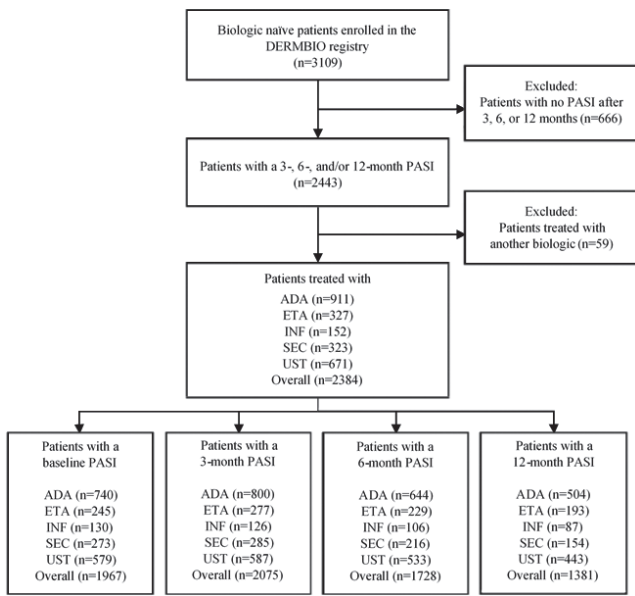 Biologic naïve patients enrolled in the
DERMBIO registry
(n=3109)
Excluded:
Patients with no PASI after
3, 6, or 12 months (n=666)
Patients with a 3-, 6-, and/or 12-month PASI
(n=2443)
Excluded:
Patients treated with
another biologic (n=59)
Patients treated with
ADA (n=911)
ETA (n=327)
INF (n=152)
SEC (n=323)
UST (n=671)
Overall (n=2384)
Patients with a
baseline PASI
ADA (n=740)
ETA (n=245)
INF (n=130)
SEC (n=273)
UST (n=579)
Overall (n=1967)
Patients with a
3-month PASI
ADA (n=800)
ETA (n=277)
INF (n=126)
SEC (n=285)
UST (n=587)
Overall (n=2075)
Patients with a
6-month PASI
ADA (n=644)
ETA (n=229)
INF (n=106)
SEC (n=216)
UST (n=533)
Overall (n=1728)
Patients with a
12-month PASI
ADA (n=504)
ETA (n=193)
INF (n=87)
SEC (n=154)
UST (n=443)
Overall (n=1381)